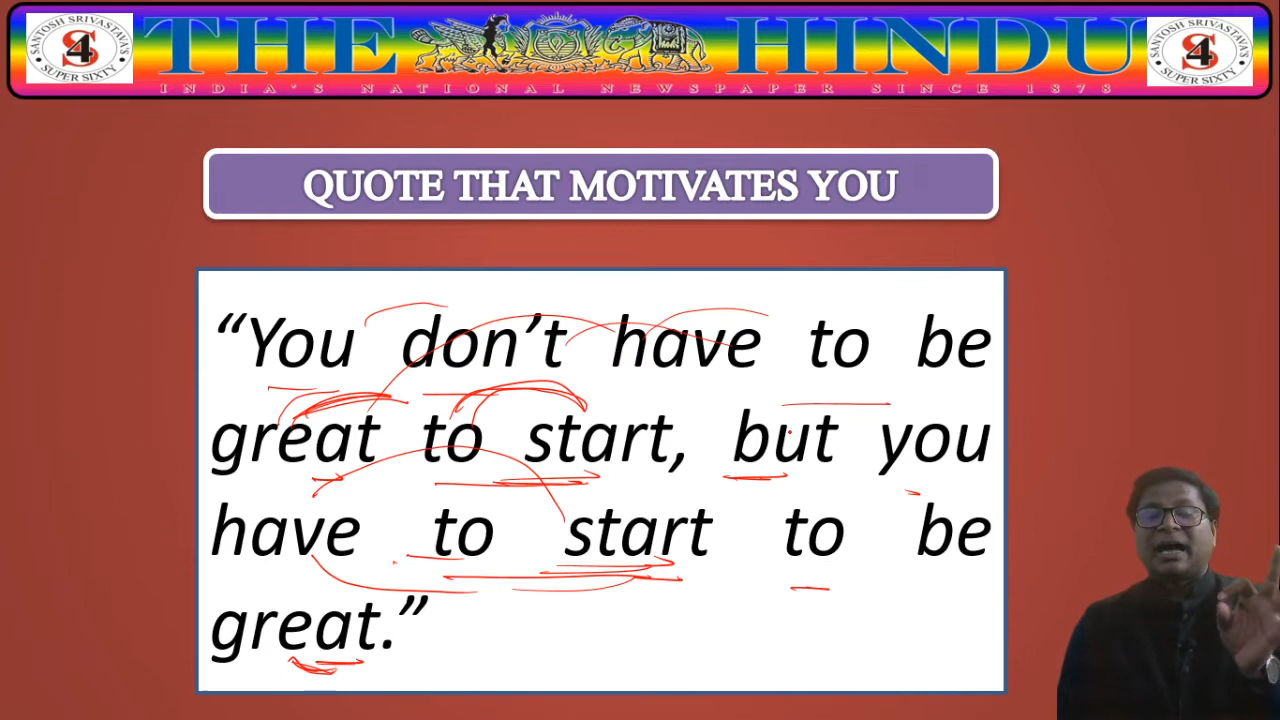 SANTOSH SRIVASTAVA'S
S4
SUPER SIXTY
THE HINDU
INDIA'S NATIONAL NEWSPAPER SINCE 1878
SANTOSH SRIVASTAVA'S
S4
SUPER SIXTY
QUOTE THAT MOTIVATES YOU
“You don’t have to be
great to start, but you
have to start to be
great.”